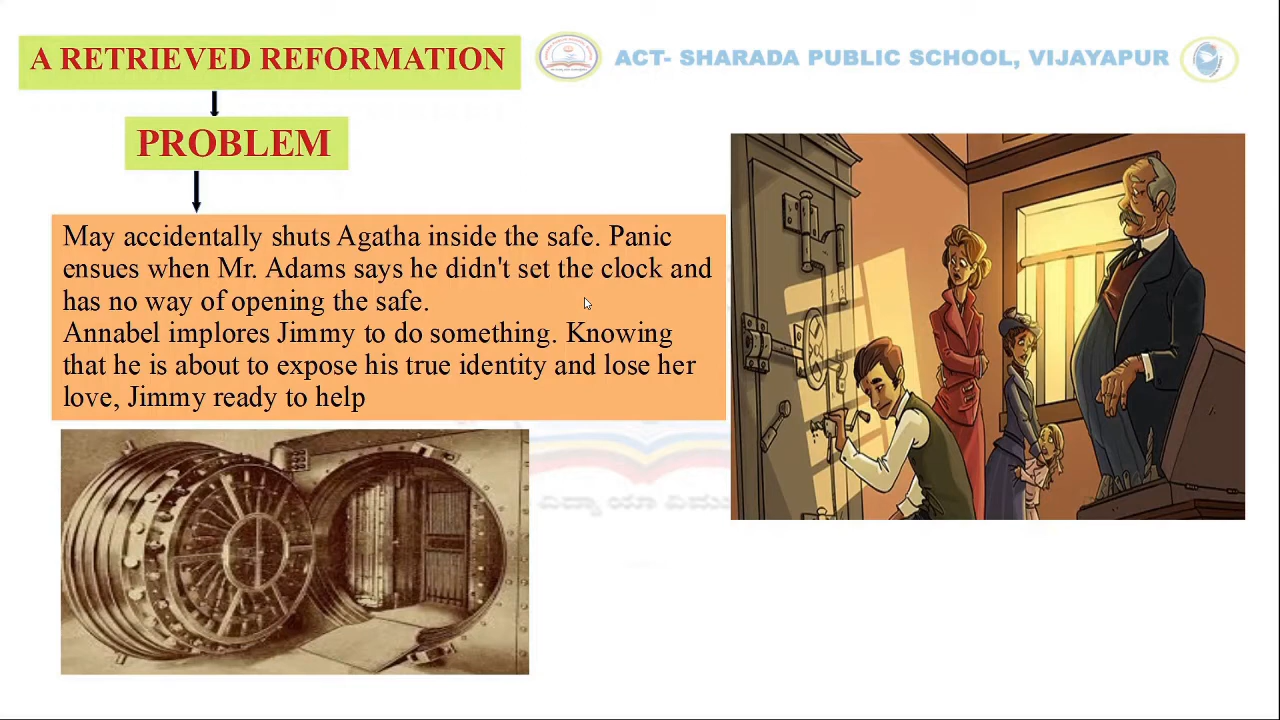 A RETRIEVED REFORMATION
ACT- SHARADA PUBLIC SCHOOL, VIJAYAPUR
PROBLEM
May accidentally shuts Agatha inside the safe. Panic
ensues when Mr. Adams says he didn't set the clock and
has no way of opening the safe.
Annabel implores Jimmy to do something. Knowing
that he is about to expose his true identity and lose her
love, Jimmy ready to help
ವಿದ್ಯಾ ಯಾ ವಿಮು